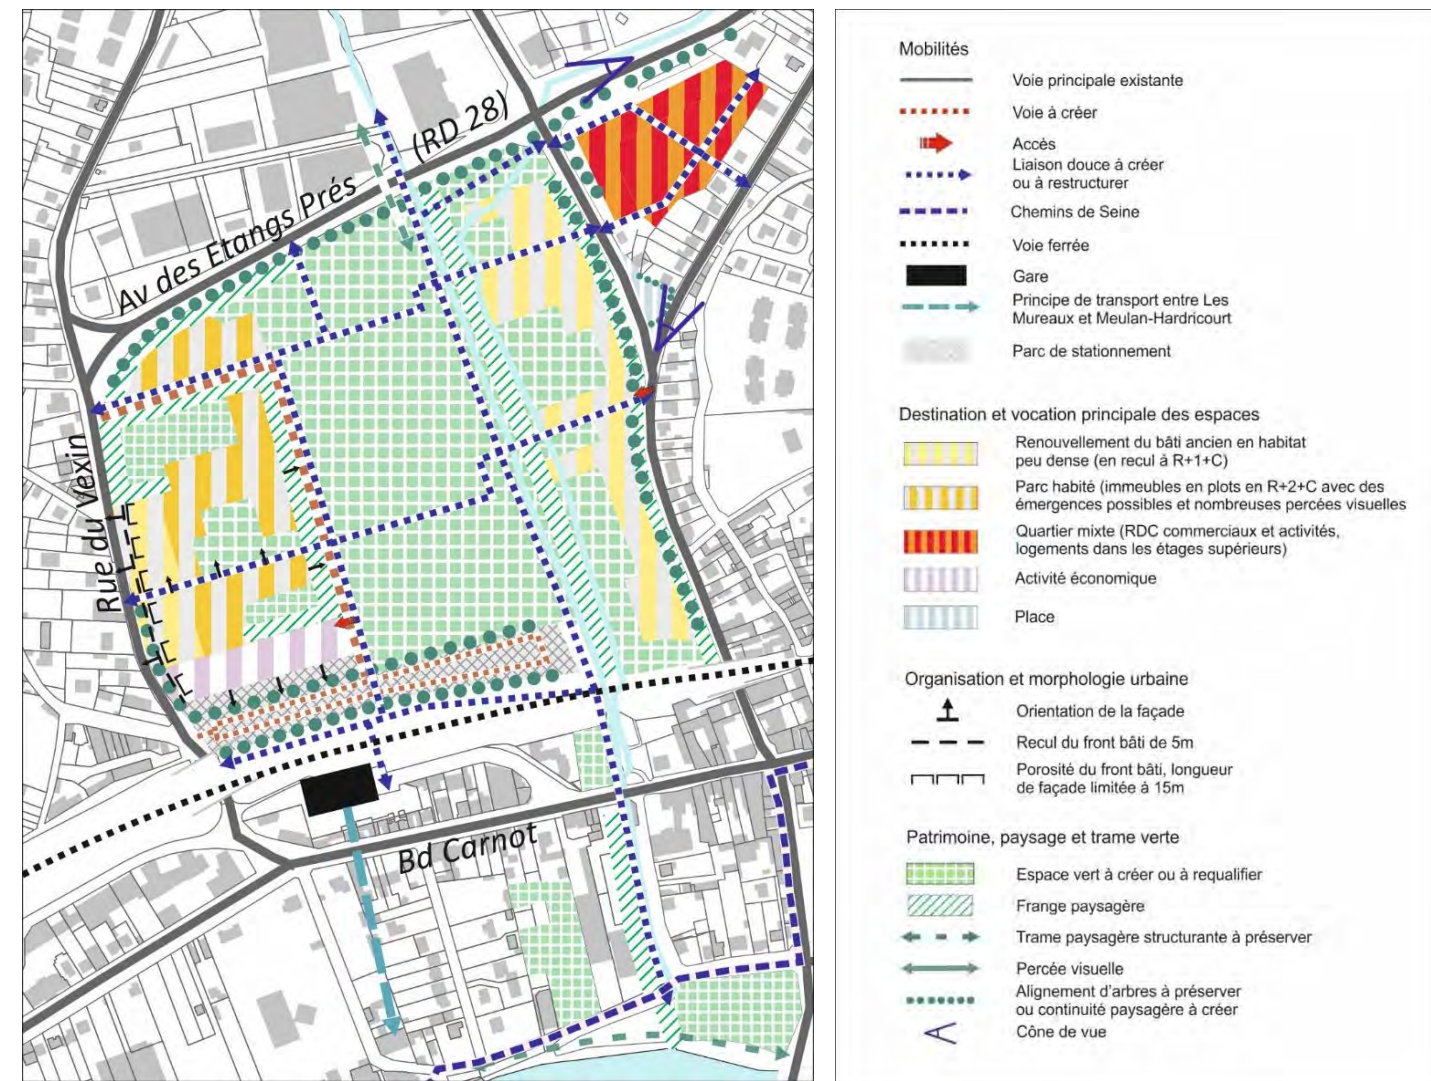 Av des Etangs Prés
(RD 28)
Rue du Vexin
Bd Carnot
Mobilités
Voie principale existante
Voie à créer
Accès
Liaison douce à créer
ou à restructurer
Chemins de Seine
Voie ferrée
Gare
Principe de transport entre Les
Mureaux et Meulan-Hardricourt
Parc de stationnement
Destination et vocation principale des espaces
Renouvellement du bâti ancien en habitat
peu dense (en recul à R+1+C)
Parc habité (immeubles en plots en R+2+C avec des
émergences possibles et nombreuses percées visuelles
Quartier mixte (RDC commerciaux et activités,
logements dans les étages supérieurs)
Activité économique
Place
Organisation et morphologie urbaine
Orientation de la façade
Recul du front bâti de 5m
Porosité du front bâti, longueur
de façade limitée à 15m
Patrimoine, paysage et trame verte
Espace vert à créer ou à requalifier
Frange paysagère
Trame paysagère structurante à préserver
Percée visuelle
Alignement d'arbres à préserver
ou continuité paysagère à créer
Cône de vue